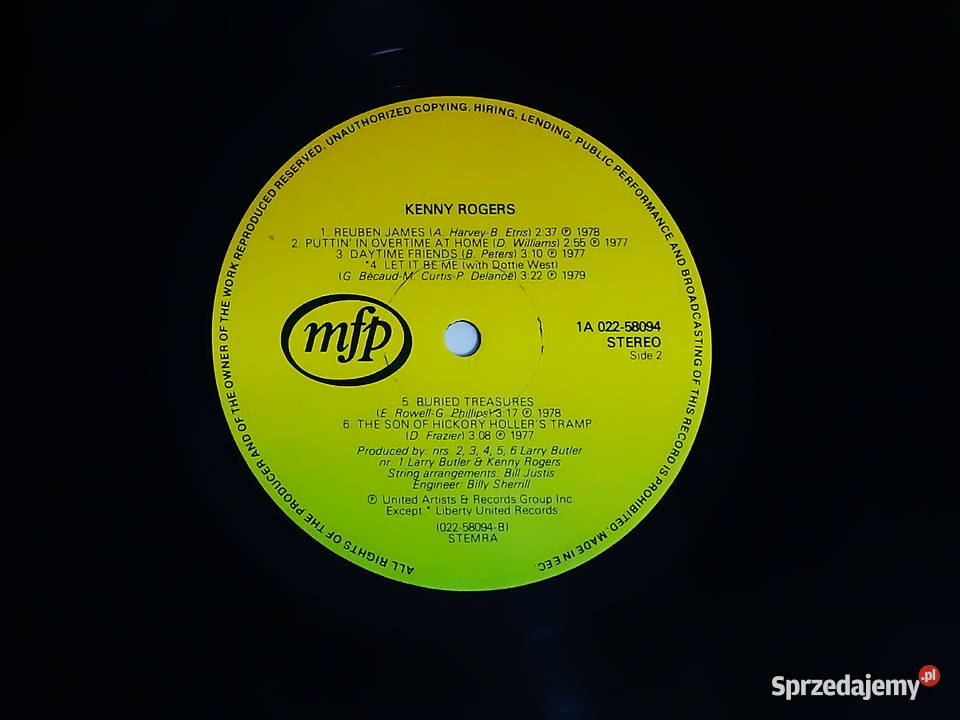 ALL RIGHTS OF THE PRODUCER AND OF THE OWNER OF THE WORK REPRODUCED RESERVED. UNAUTHORIZED COPYING, HIRING, LENDING, PUBLIC PERFORMANCE AND BROADCASTING OF THIS RECORD IS PROHIBITED. MADE IN EEC.
KENNY ROGERS
1. REUBEN JAMES (A. Harvey-B. Etris) 2:37 ℗ 1978
2. PUTTIN' IN OVERTIME AT HOME (D. Williams) 2:55 ℗ 1977
3. DAYTIME FRIENDS (B. Peters) 3:10 ℗ 1977
*4. LET IT BE ME (with Dottie West)
(G. Bécaud-M. Curtis-P. Delanoë) 3:22 ℗ 1979
mfp
1A 022-58094
STEREO
Side 2
5. BURIED TREASURES
(E. Rowell-G. Phillips) 3:17 ℗ 1978
6. THE SON OF HICKORY HOLLER'S TRAMP
(D. Frazier) 3:08 ℗ 1977
Produced by: nrs. 2, 3, 4, 5, 6 Larry Butler
nr. 1 Larry Butler & Kenny Rogers
String arrangements: Bill Justis
Engineer: Billy Sherrill
℗ United Artists & Records Group Inc.
Except * Liberty United Records
(022-58094-B)
STEMRA
Sprzedajemy.pl